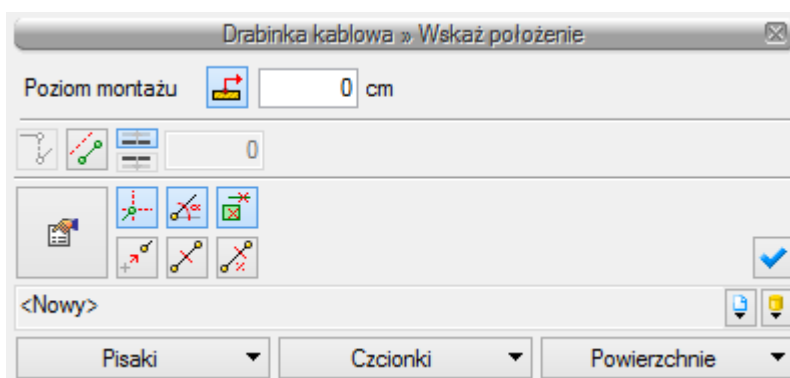 Drabinka kablowa » Wskaż położenie
Poziom montażu 0 cm
0
<Nowy>
Pisaki Czcionki Powierzchnie